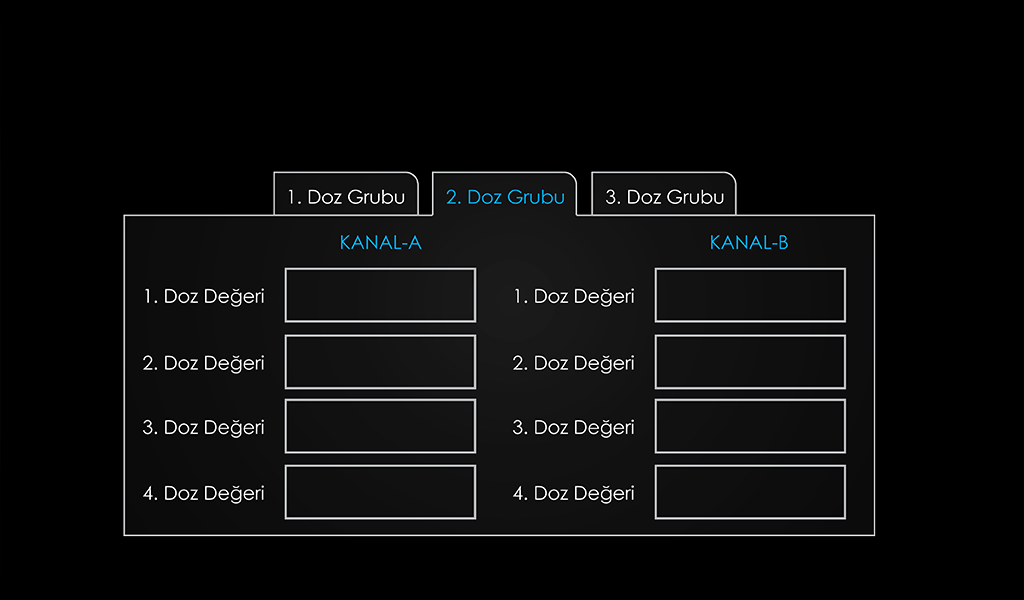 1. Doz Grubu 2. Doz Grubu 3. Doz Grubu
KANAL-A KANAL-B
1. Doz Değeri 1. Doz Değeri
2. Doz Değeri 2. Doz Değeri
3. Doz Değeri 3. Doz Değeri
4. Doz Değeri 4. Doz Değeri